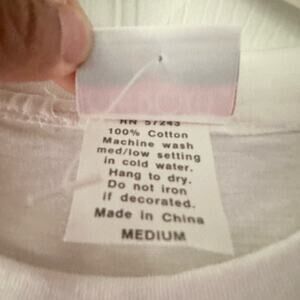 RN 57243
100% Cotton
Machine wash
med/low setting
in cold water.
Hang to dry.
Do not iron
if decorated.
Made in China
MEDIUM